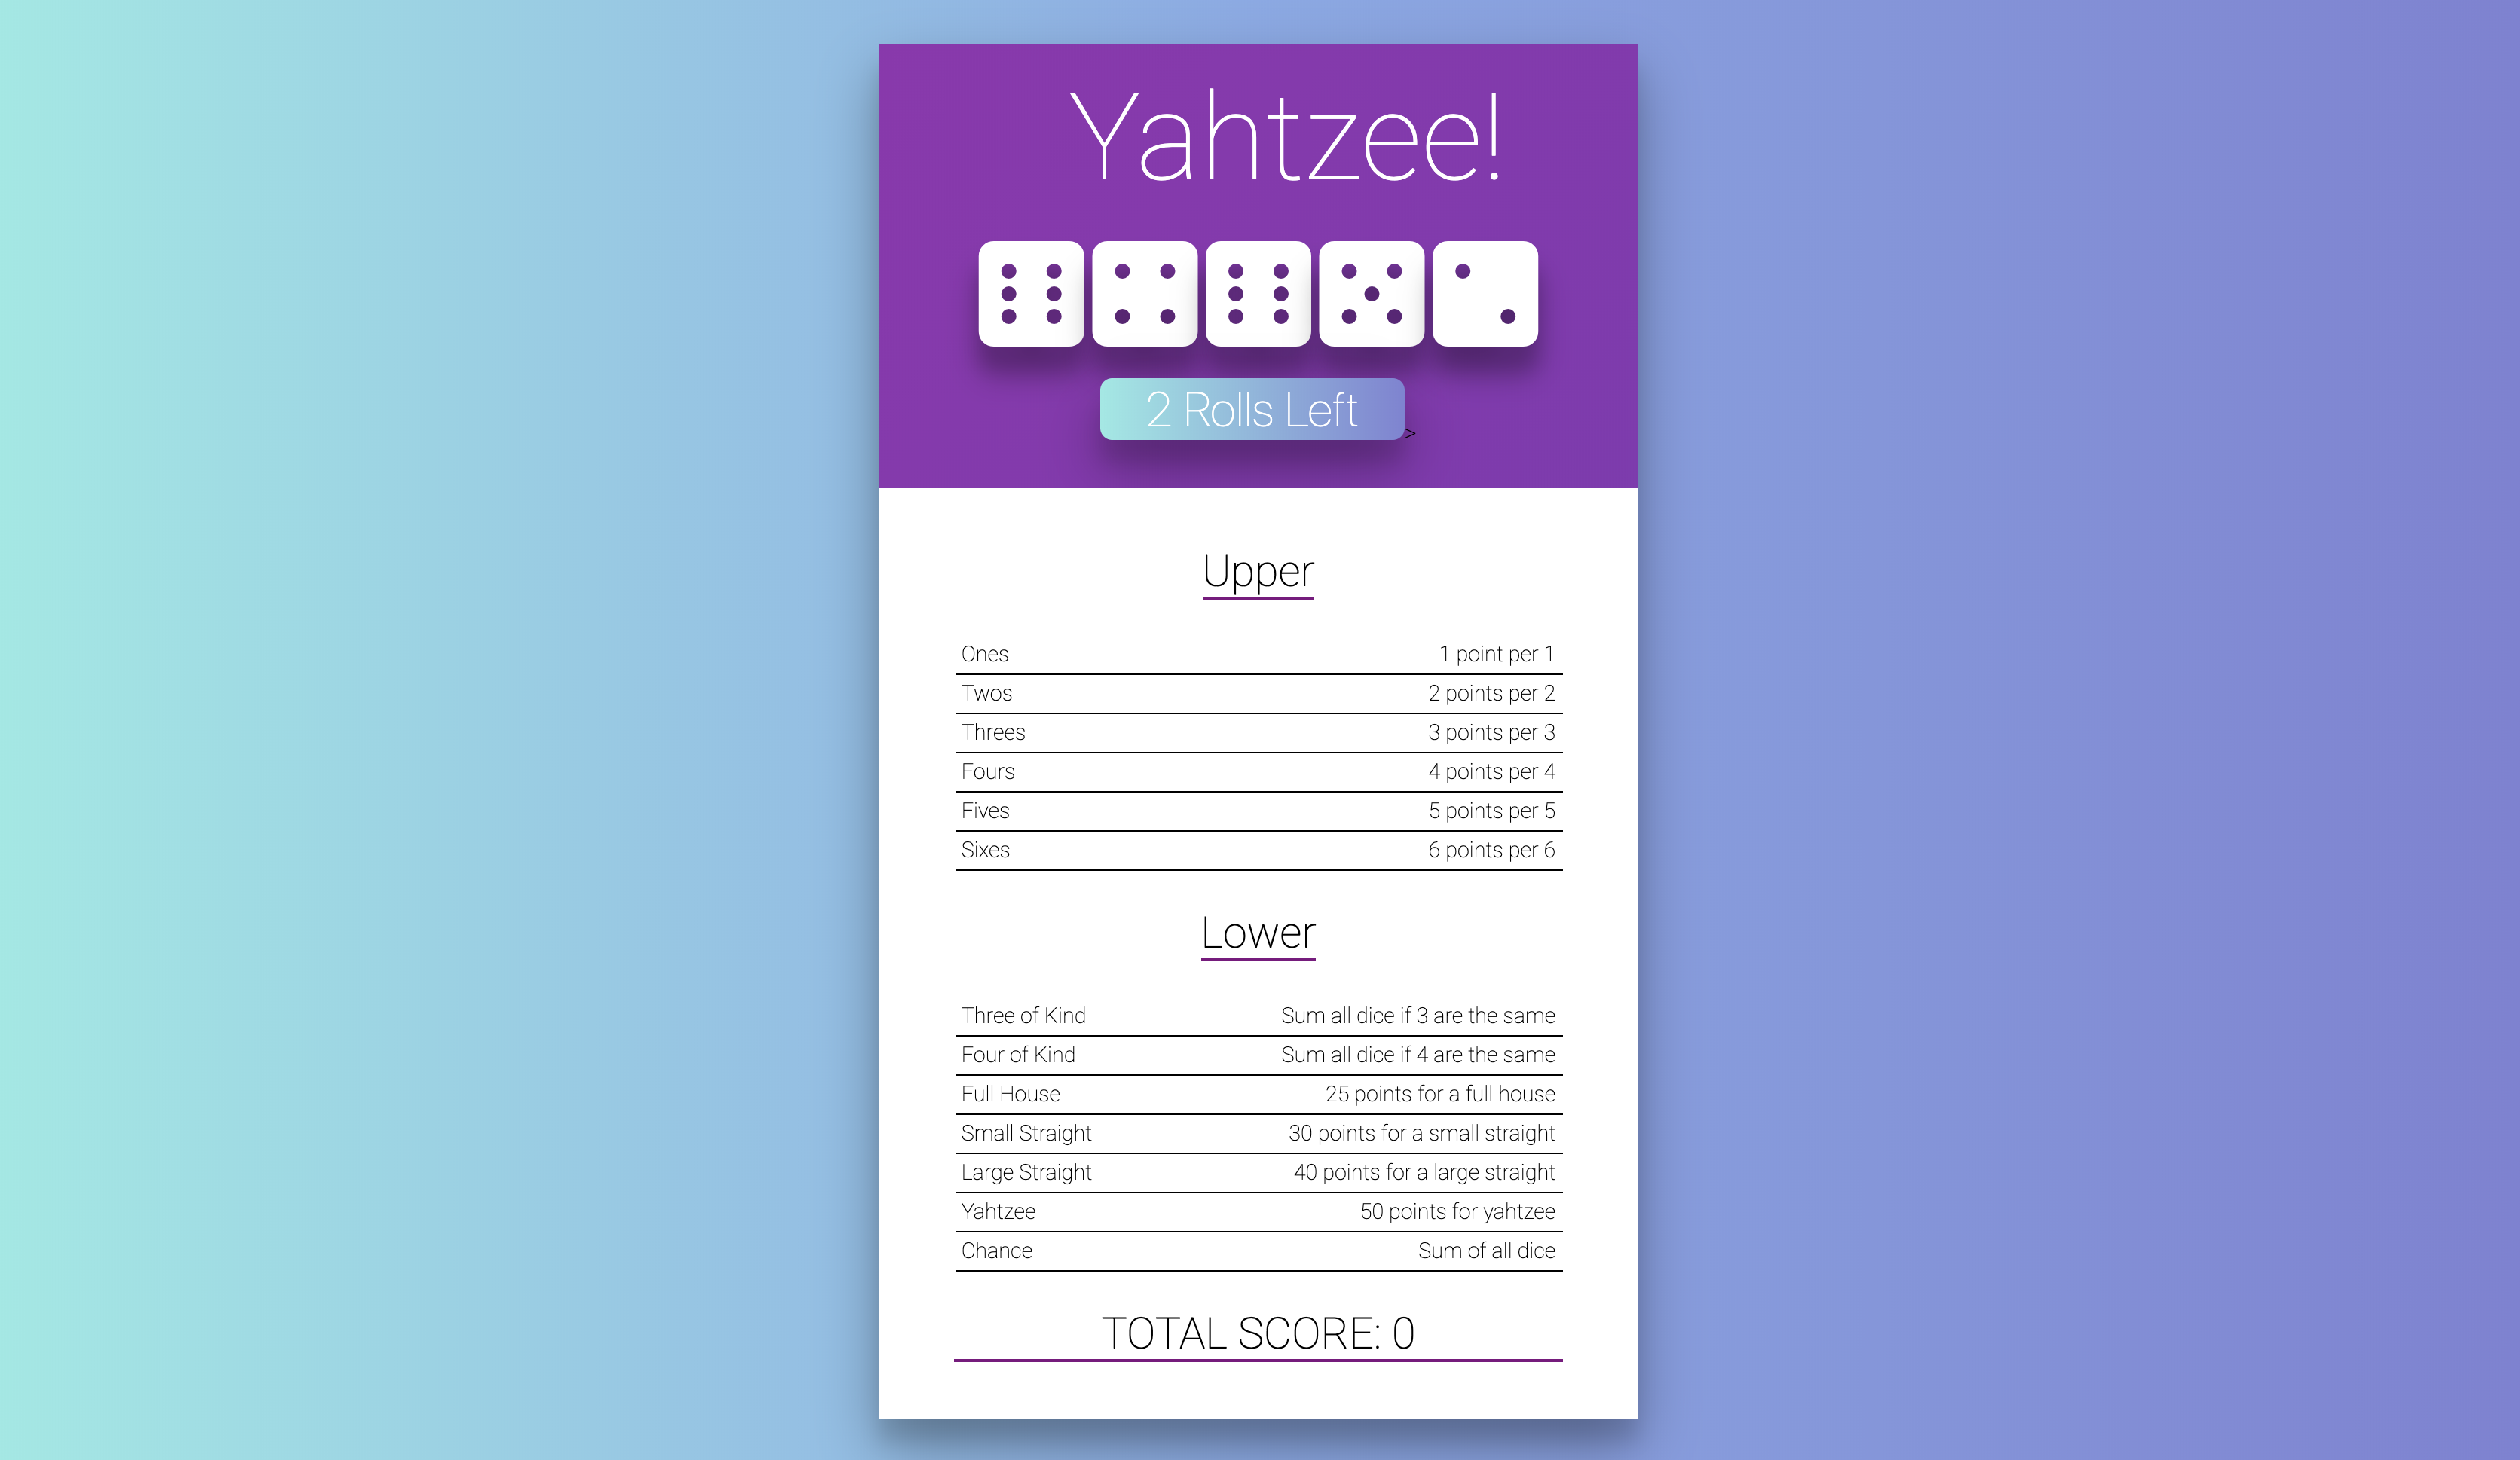 Yahtzee!
2 Rolls Left
>
Upper
Ones 1 point per 1
Twos 2 points per 2
Threes 3 points per 3
Fours 4 points per 4
Fives 5 points per 5
Sixes 6 points per 6
Lower
Three of Kind Sum all dice if 3 are the same
Four of Kind Sum all dice if 4 are the same
Full House 25 points for a full house
Small Straight 30 points for a small straight
Large Straight 40 points for a large straight
Yahtzee 50 points for yahtzee
Chance Sum of all dice
TOTAL SCORE: 0